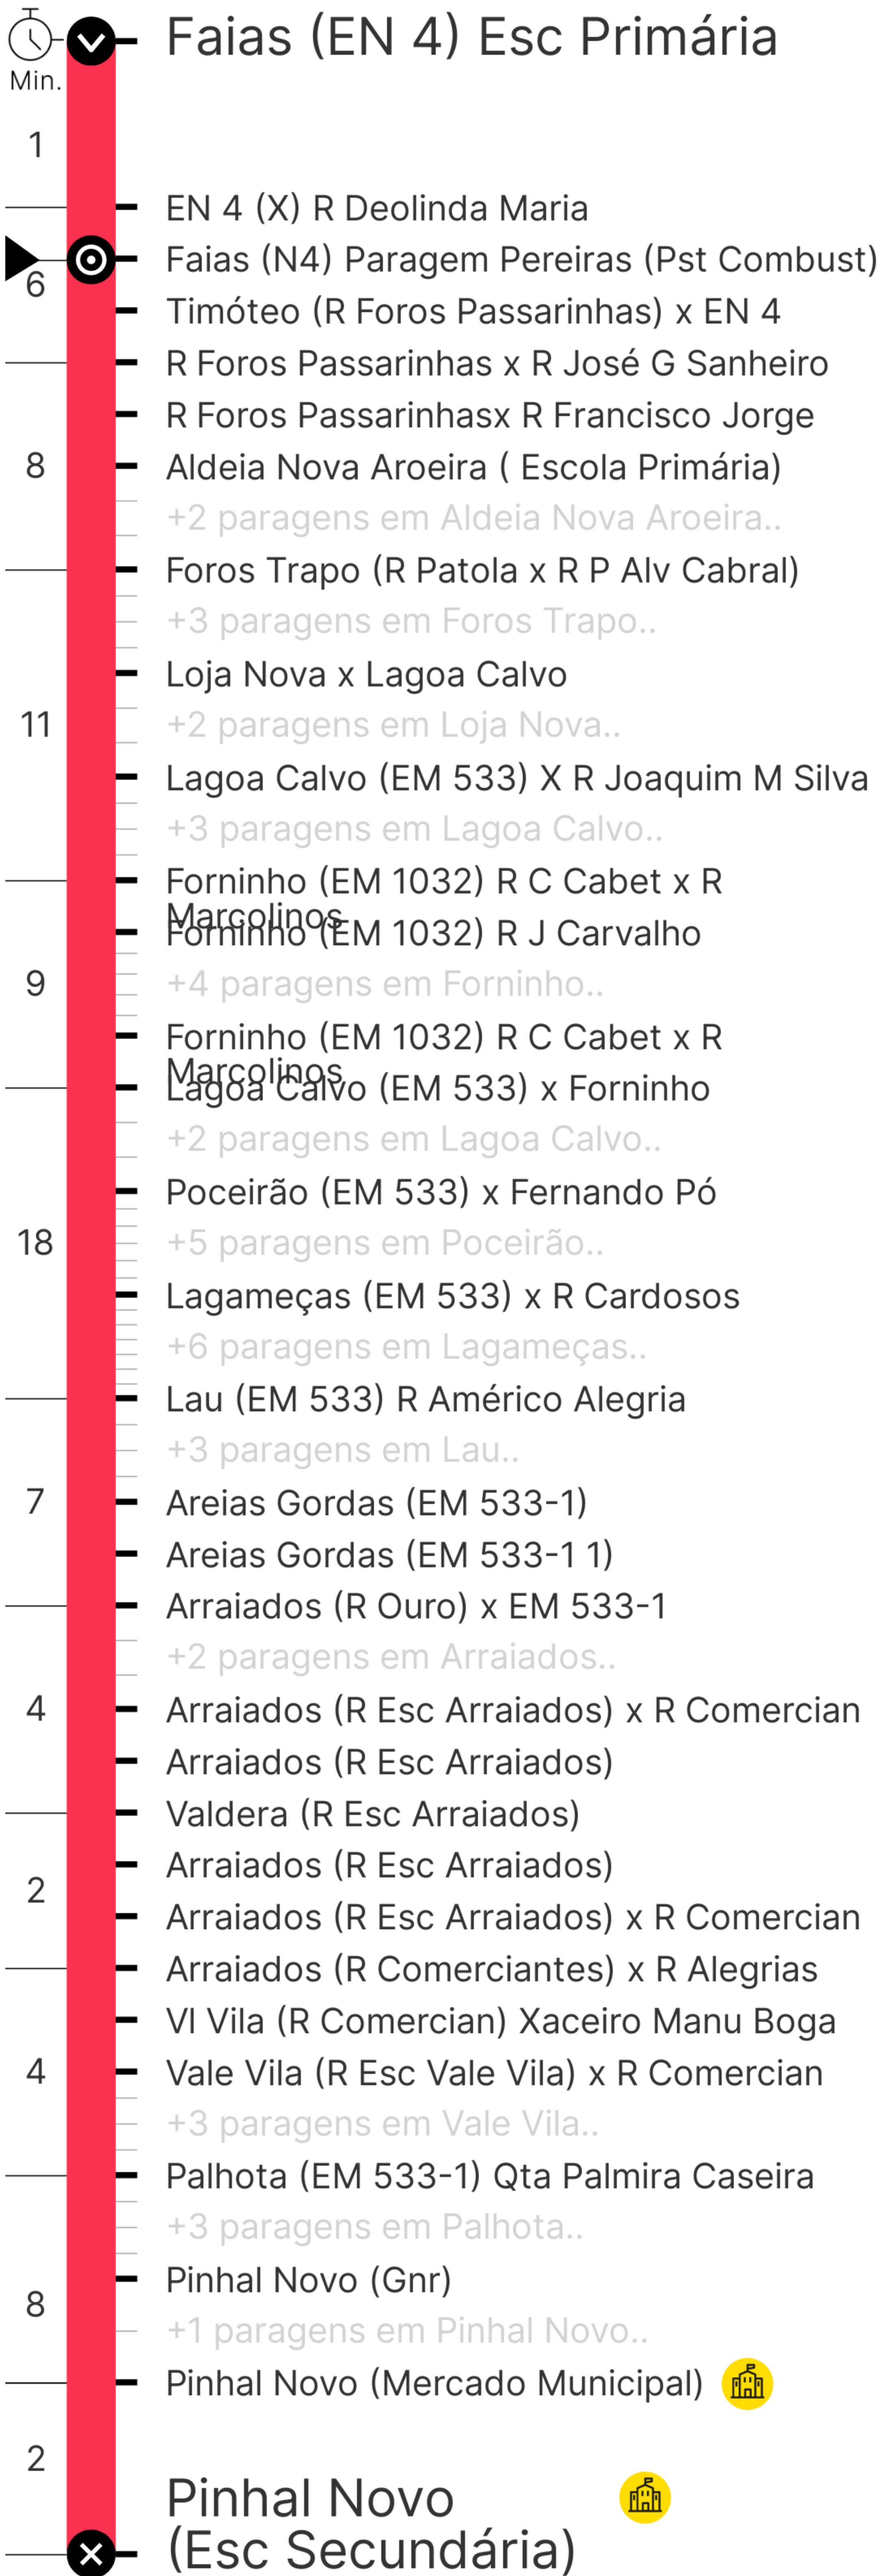 Faias (EN 4) Esc Primária
Min.
1
EN 4 (X) R Deolinda Maria
Faias (N4) Paragem Pereiras (Pst Combust)
6
Timóteo (R Foros Passarinhas) x EN 4
R Foros Passarinhas x R José G Sanheiro
R Foros Passarinhasx R Francisco Jorge
8
Aldeia Nova Aroeira ( Escola Primária)
+2 paragens em Aldeia Nova Aroeira..
Foros Trapo (R Patola x R P Alv Cabral)
+3 paragens em Foros Trapo..
Loja Nova x Lagoa Calvo
11
+2 paragens em Loja Nova..
Lagoa Calvo (EM 533) X R Joaquim M Silva
+3 paragens em Lagoa Calvo..
Forninho (EM 1032) R C Cabet x R
Marcolinos
Forninho (EM 1032) R J Carvalho
9
+4 paragens em Forninho..
Forninho (EM 1032) R C Cabet x R
Marcolinos
Lagoa Calvo (EM 533) x Forninho
+2 paragens em Lagoa Calvo..
Poceirão (EM 533) x Fernando Pó
18
+5 paragens em Poceirão..
Lagameças (EM 533) x R Cardosos
+6 paragens em Lagameças..
Lau (EM 533) R Américo Alegria
+3 paragens em Lau..
7
Areias Gordas (EM 533-1)
Areias Gordas (EM 533-1 1)
Arraiados (R Ouro) x EM 533-1
+2 paragens em Arraiados..
4
Arraiados (R Esc Arraiados) x R Comercian
Arraiados (R Esc Arraiados)
Valdera (R Esc Arraiados)
Arraiados (R Esc Arraiados)
2
Arraiados (R Esc Arraiados) x R Comercian
Arraiados (R Comerciantes) x R Alegrias
Vl Vila (R Comercian) Xaceiro Manu Boga
4
Vale Vila (R Esc Vale Vila) x R Comercian
+3 paragens em Vale Vila..
Palhota (EM 533-1) Qta Palmira Caseira
+3 paragens em Palhota..
Pinhal Novo (Gnr)
8
+1 paragens em Pinhal Novo..
Pinhal Novo (Mercado Municipal)
2
Pinhal Novo
(Esc Secundária)